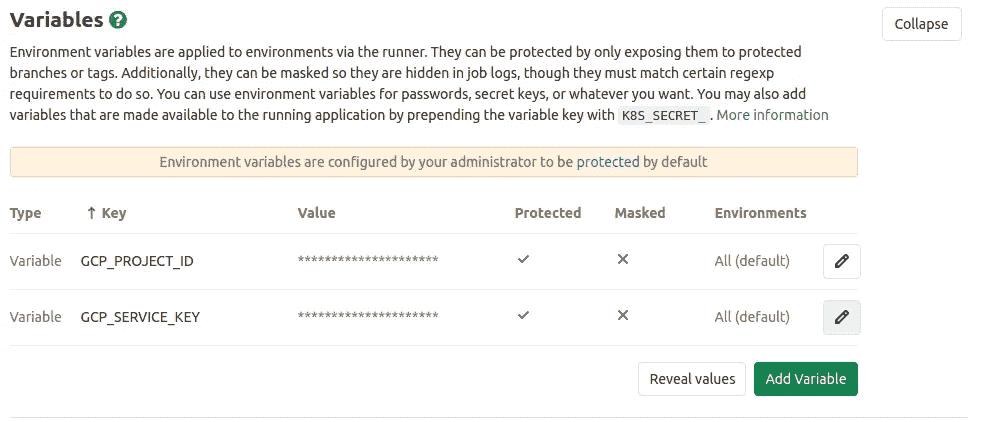 Variables ?
Collapse
Environment variables are applied to environments via the runner. They can be protected by only exposing them to protected
branches or tags. Additionally, they can be masked so they are hidden in job logs, though they must match certain regexp
requirements to do so. You can use environment variables for passwords, secret keys, or whatever you want. You may also add
variables that are made available to the running application by prepending the variable key with K8S_SECRET_ . More information
Environment variables are configured by your administrator to be protected by default
Type ↑ Key Value Protected Masked Environments
Variable GCP_PROJECT_ID ********************* ✓ ✕ All (default)
Variable GCP_SERVICE_KEY ********************* ✓ ✕ All (default)
Reveal values Add Variable